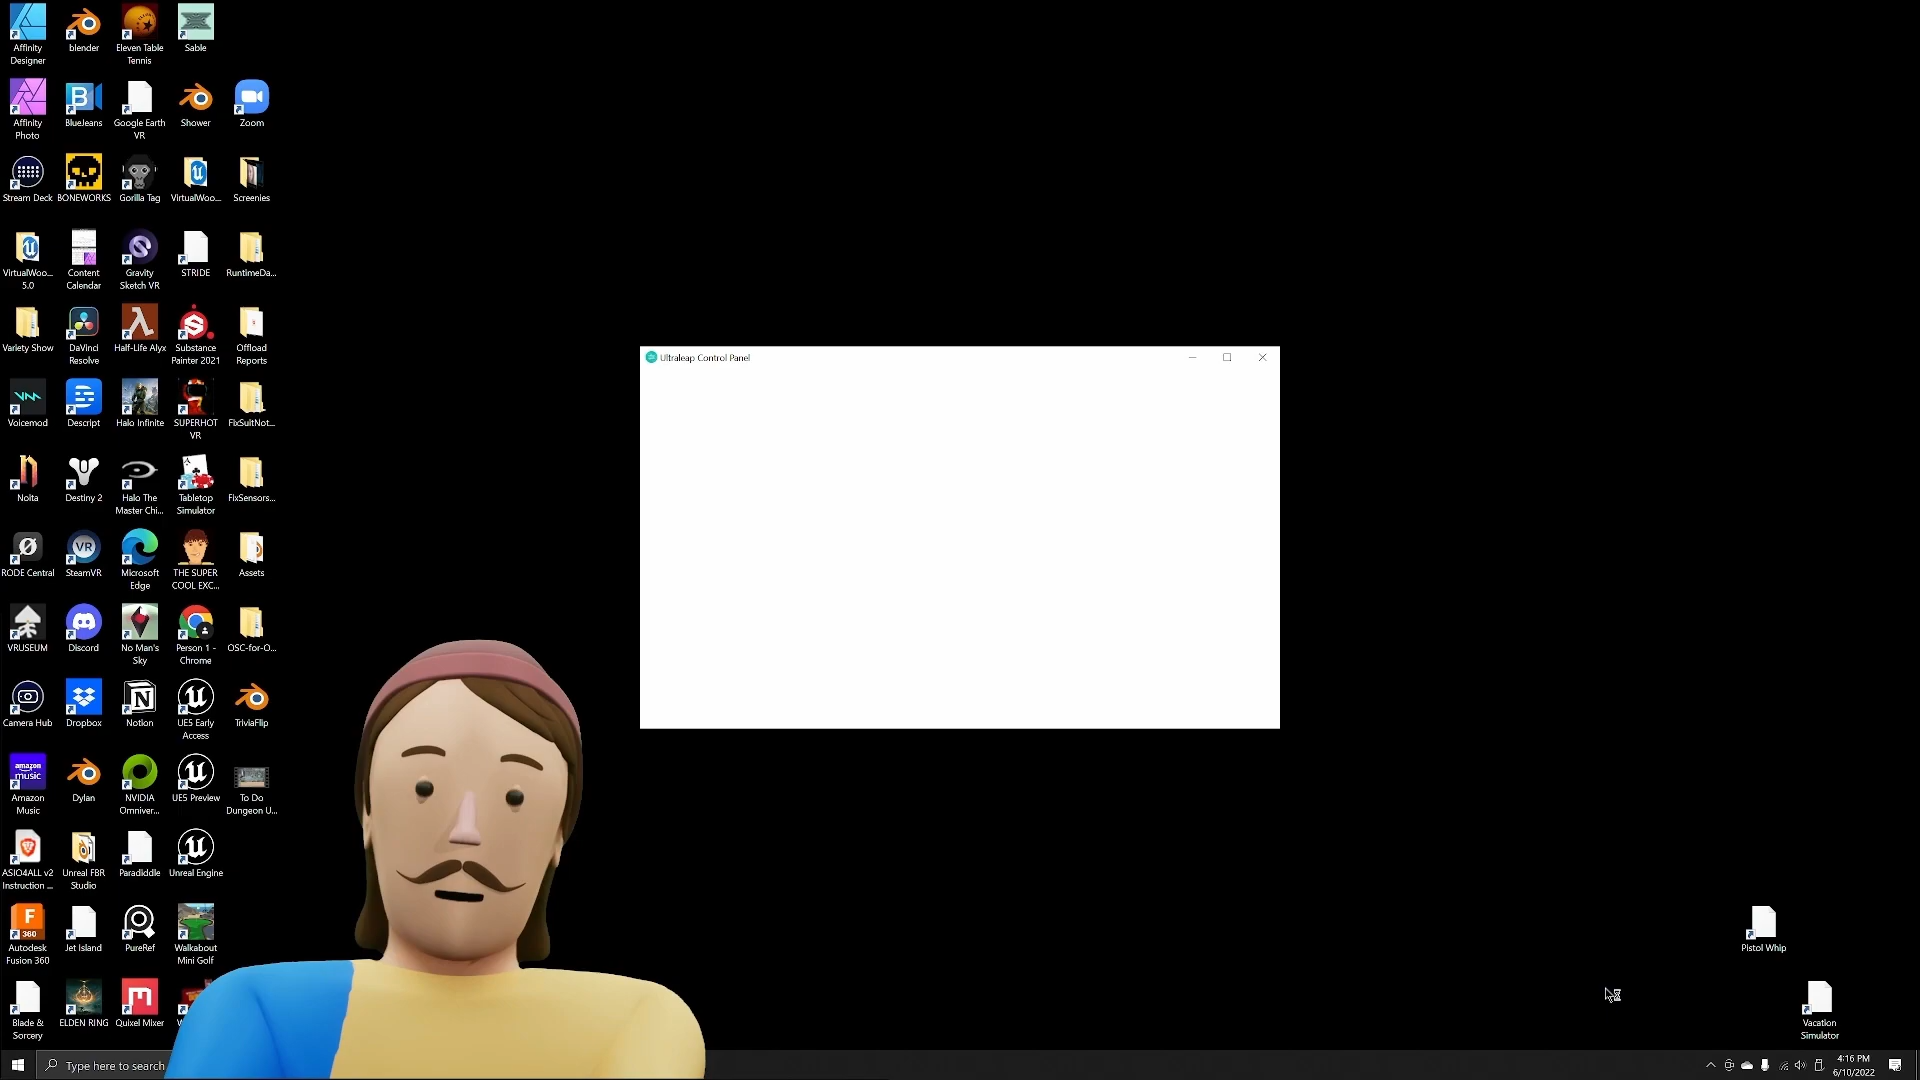 Affinity
Designer
blender
Eleven Table
Tennis
Sable
Affinity
Photo
BlueJeans
Google Earth
VR
Shower
Zoom
Stream Deck
BONEWORKS
Gorilla Tag
VirtualWoo...
Screenies
VirtualWoo...
5.0
Content
Calendar
Gravity
Sketch VR
STRIDE
RuntimeDa...
Variety Show
DaVinci
Resolve
Half-Life Alyx
Substance
Painter 2021
Offload
Reports
Ultraleap Control Panel
Voicemod
Descript
Halo Infinite
SUPERHOT
VR
FixSuitNot...
Noita
Destiny 2
Halo The
Master Chi...
Tabletop
Simulator
FixSensors...
RODE Central
VR
SteamVR
Microsoft
Edge
THE SUPER
COOL EXC...
Assets
VRUSEUM
Discord
No Man's
Sky
Person 1 -
Chrome
OSC-for-O...
Camera Hub
Dropbox
Notion
UE5 Early
Access
TriviaFlip
amazon
music
Amazon
Music
Dylan
NVIDIA
Omniver...
UE5 Preview
To Do
Dungeon U...
ASIO4ALL v2
Instruction ...
Unreal FBR
Studio
Paradiddle
Unreal Engine
F
360
Autodesk
Fusion 360
Jet Island
PureRef
Walkabout
Mini Golf
Pistol Whip
Blade &
Sorcery
ELDEN RING
Quixel Mixer
Vacation
Simulator
Type here to search
4:16 PM
6/10/2022